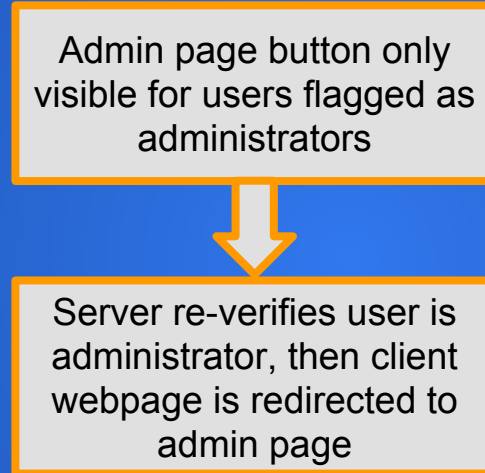 Admin page button only
visible for users flagged as
administrators
Server re-verifies user is
administrator, then client
webpage is redirected to
admin page